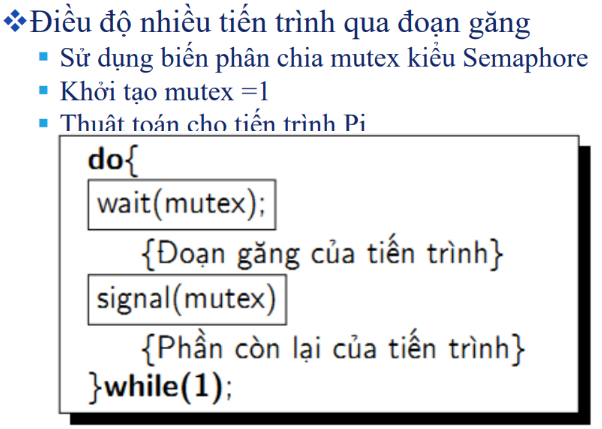 ❖Điều độ nhiều tiến trình qua đoạn găng
▪ Sử dụng biến phân chia mutex kiểu Semaphore
▪ Khởi tạo mutex =1
▪ Thuật toán cho tiến trình Pi
do{
wait(mutex);
{Đoạn găng của tiến trình}
signal(mutex)
{Phần còn lại của tiến trình}
}while(1);